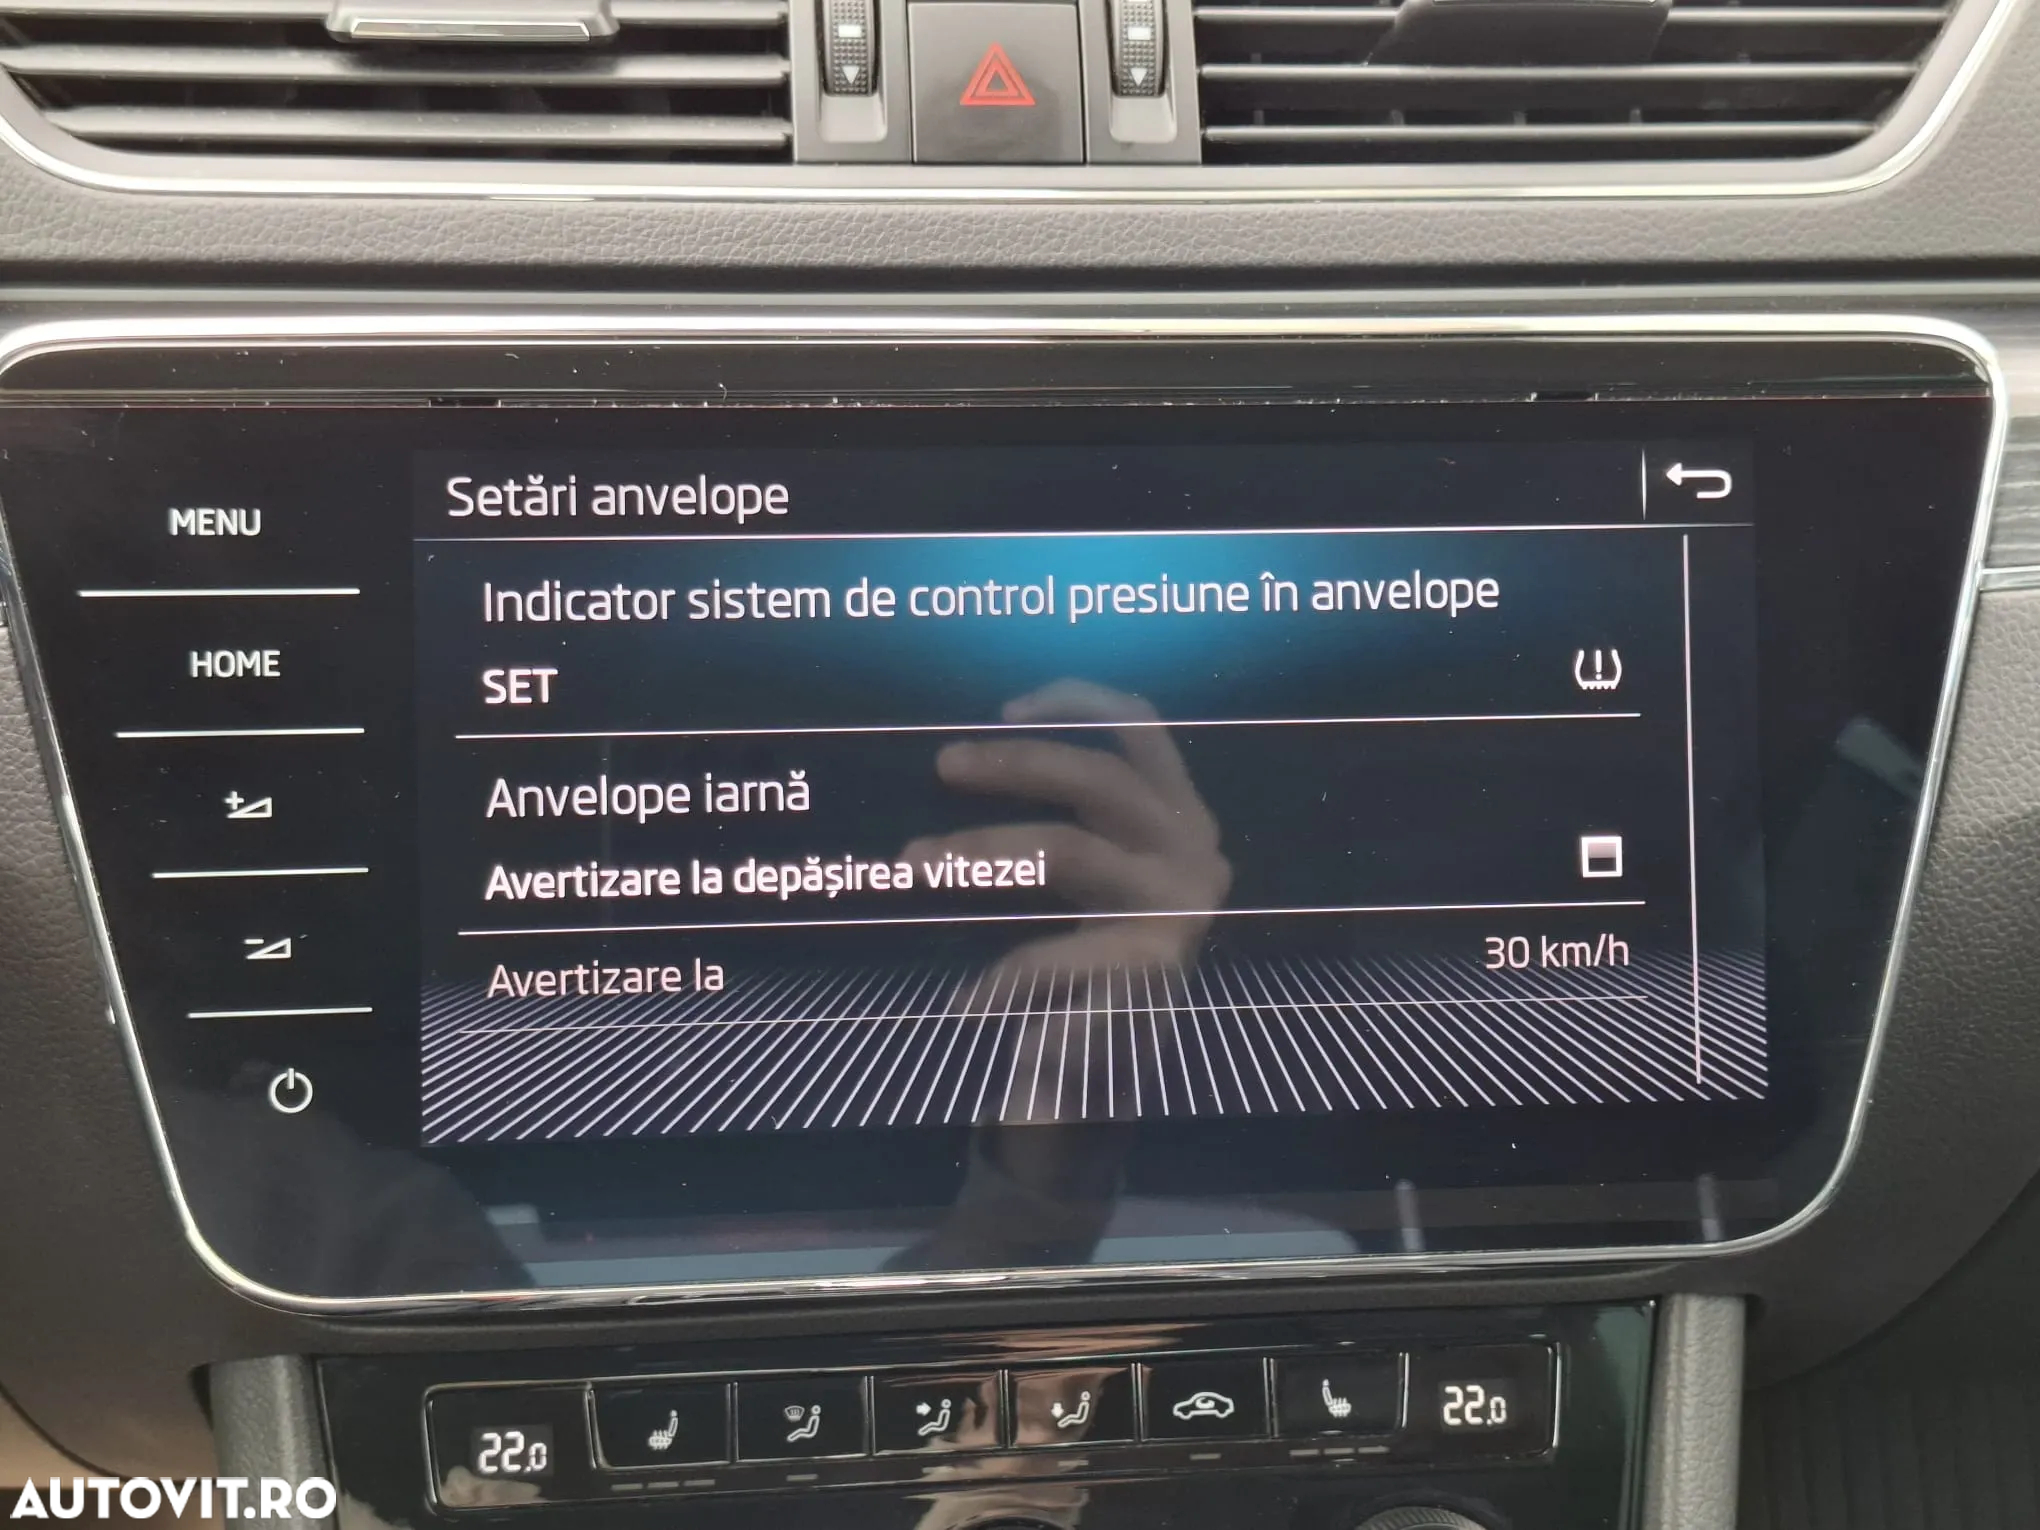 MENU
HOME
Setări anvelope
Indicator sistem de control presiune în anvelope
SET
Anvelope iarnă
Avertizare la depășirea vitezei
Avertizare la
30 km/h
22.0
22.0
AUTOVIT.RO